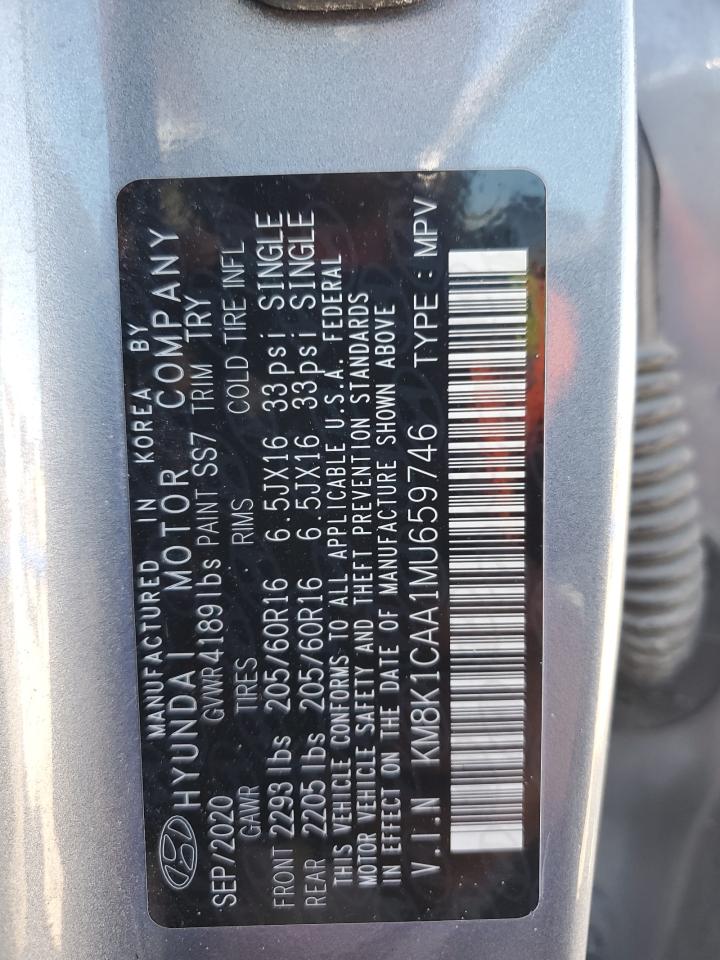 MANUFACTURED IN KOREA BY
HYUNDAI MOTOR COMPANY
SEP/2020 GVWR 4189 lbs PAINT SS7 TRIM TRY
GAWR TIRES RIMS COLD TIRE INFL
FRONT 2293 lbs 205/60R16 6.5JX16 33psi SINGLE
REAR 2205 lbs 205/60R16 6.5JX16 33psi SINGLE
THIS VEHICLE CONFORMS TO ALL APPLICABLE U.S.A. FEDERAL
MOTOR VEHICLE SAFETY AND THEFT PREVENTION STANDARDS
IN EFFECT ON THE DATE OF MANUFACTURE SHOWN ABOVE
V.I.N KM8K1CAA1MU659746 TYPE : MPV